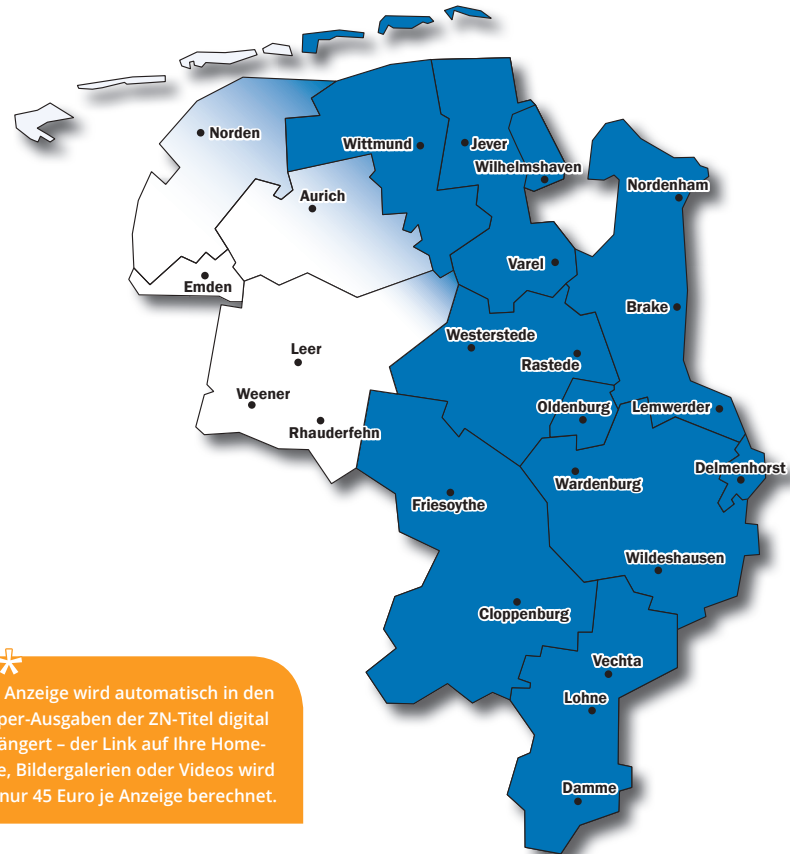 Norden
Wittmund
Jever
Wilhelmshaven
Nordenham
Aurich
Varel
Emden
Brake
Westerstede
Leer
Rastede
Weener
Oldenburg
Lemwerder
Rhauderfehn
Delmenhorst
Wardenburg
Friesoythe
Wildeshausen
Cloppenburg
Vechta
Lohne
Damme
*
Anzeige wird automatisch in den
per-Ausgaben der ZN-Titel digital
ängert – der Link auf Ihre Home-
e, Bildergalerien oder Videos wird
nur 45 Euro je Anzeige berechnet.